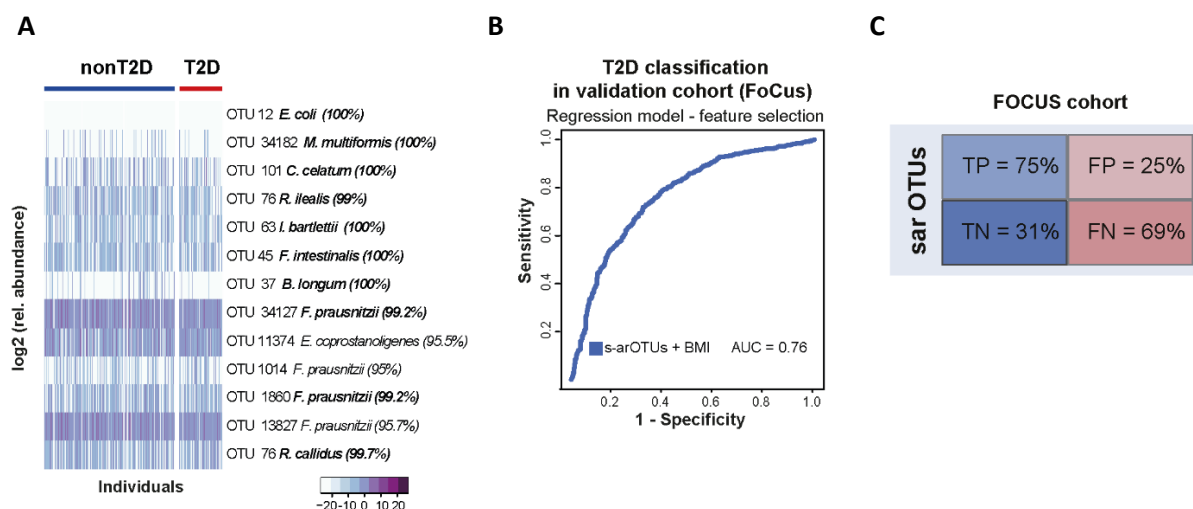 A
nonT2D T2D
log2 (rel. abundance)
OTU 12 E. coli (100%)
OTU 34182 M. multiformis (100%)
OTU 101 C. celatum (100%)
OTU 76 R. ilealis (99%)
OTU 63 I. bartlettii (100%)
OTU 45 F. intestinalis (100%)
OTU 37 B. longum (100%)
OTU 34127 F. prausnitzii (99.2%)
OTU 11374 E. coprostanoligenes (95.5%)
OTU 1014 F. prausnitzii (95%)
OTU 1860 F. prausnitzii (99.2%)
OTU 13827 F. prausnitzii (95.7%)
OTU 76 R. callidus (99.7%)
Individuals
−20 -10 0 10 20
B
T2D classification
in validation cohort (FoCus)
Regression model - feature selection
Sensitivity
1.0
0.8
0.6
0.4
0.2
s-arOTUs + BMI AUC = 0.76
0.2 0.4 0.6 0.8 1.0
1 - Specificity
C
FOCUS cohort
sar OTUs
TP = 75% FP = 25%
TN = 31% FN = 69%